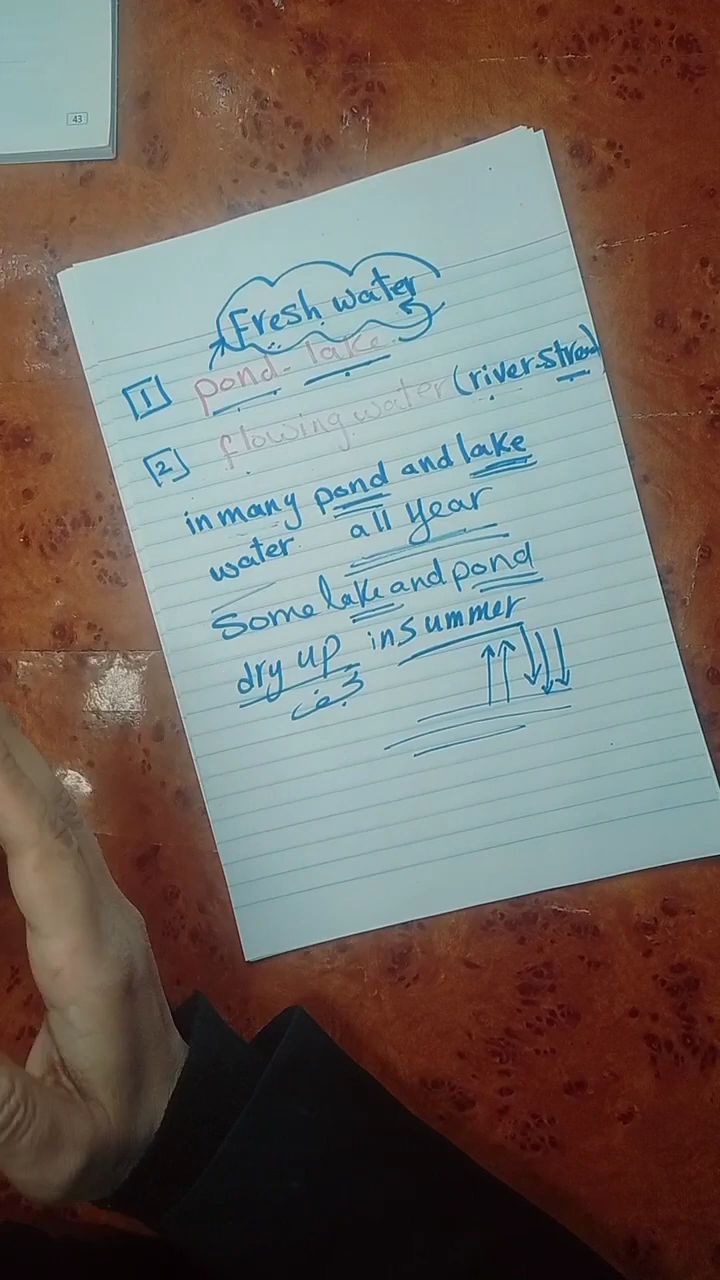 43
Fresh water
1 pond - lake
2 flowing water (river - stream)
in many pond and lake
water all year
Some lake and pond
dry up in summer
تجف